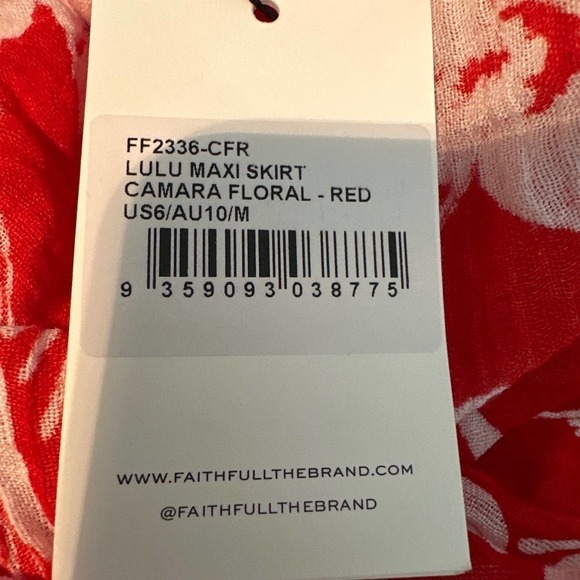 FF2336-CFR
LULU MAXI SKIRT
CAMARA FLORAL - RED
US6/AU10/M
9 359093 038775
WWW.FAITHFULLTHEBRAND.COM
@FAITHFULLTHEBRAND